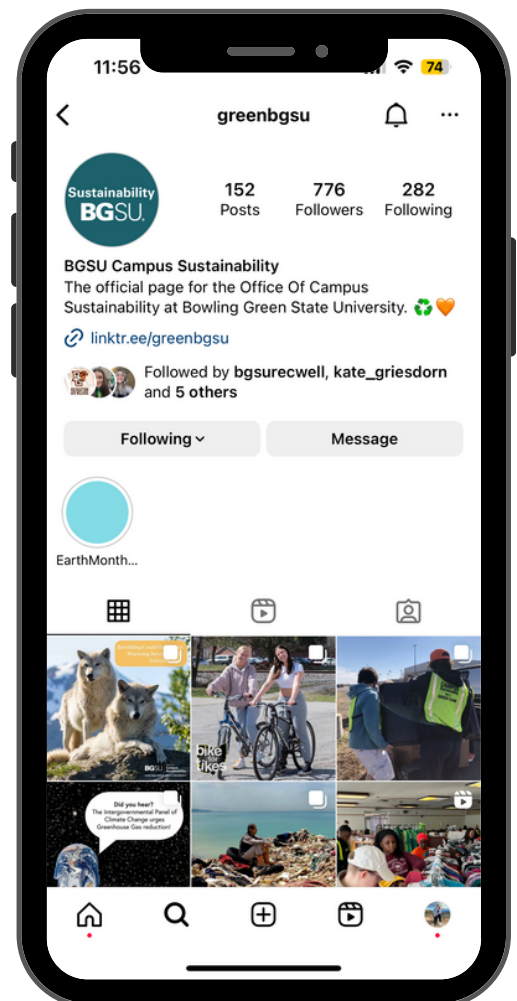 11:56
74
greenbgsu
Sustainability
BGSU.
152
776
282
Posts
Followers
Following
BGSU Campus Sustainability
The official page for the Office Of Campus
Sustainability at Bowling Green State University. ♻️🧡
linktr.ee/greenbgsu
Followed by bgsurecwell, kate_griesdorn
and 5 others
Following
Message
EarthMonth...
BGSU
bike
for
tikes
Did you hear?
The Intergovernmental Panel of
Climate Change urges
Greenhouse Gas reduction!